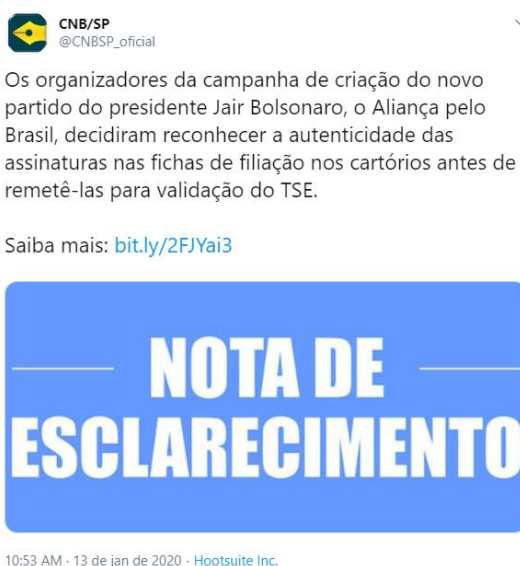 CNB/SP
@CNBSP_oficial
Os organizadores da campanha de criação do novo
partido do presidente Jair Bolsonaro, o Aliança pelo
Brasil, decidiram reconhecer a autenticidade das
assinaturas nas fichas de filiação nos cartórios antes de
remetê-las para validação do TSE.
Saiba mais: bit.ly/2FJYai3
NOTA DE
ESCLARECIMENTO
10:53 AM · 13 de jan de 2020 · Hootsuite Inc.